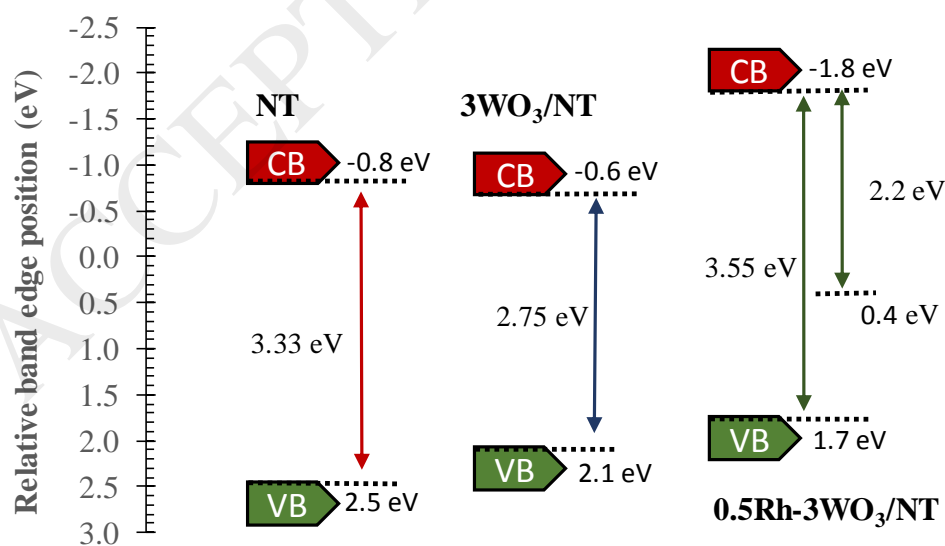 Relative band edge position (eV)
-2.5
-2.0
-1.5
-1.0
-0.5
0.0
0.5
1.0
1.5
2.0
2.5
3.0
NT
CB
-0.8 eV
3.33 eV
VB
2.5 eV
3WO₃/NT
CB
-0.6 eV
2.75 eV
VB
2.1 eV
CB
-1.8 eV
2.2 eV
3.55 eV
0.4 eV
VB
1.7 eV
0.5Rh-3WO₃/NT
ACCEPT